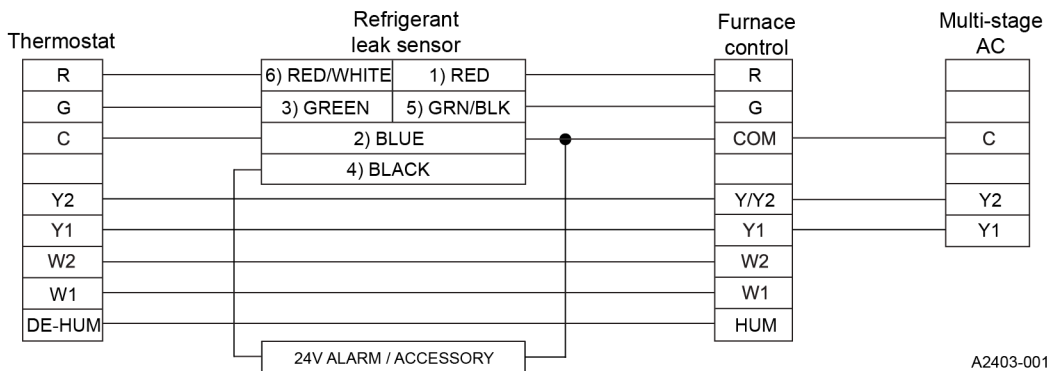 Thermostat
Refrigerant
leak sensor
Furnace
control
Multi-stage
AC
R
6) RED/WHITE
1) RED
R
G
3) GREEN
5) GRN/BLK
G
C
2) BLUE
COM
C
4) BLACK
Y2
Y/Y2
Y2
Y1
Y1
Y1
W2
W2
W1
W1
DE-HUM
HUM
24V ALARM / ACCESSORY
A2403-001